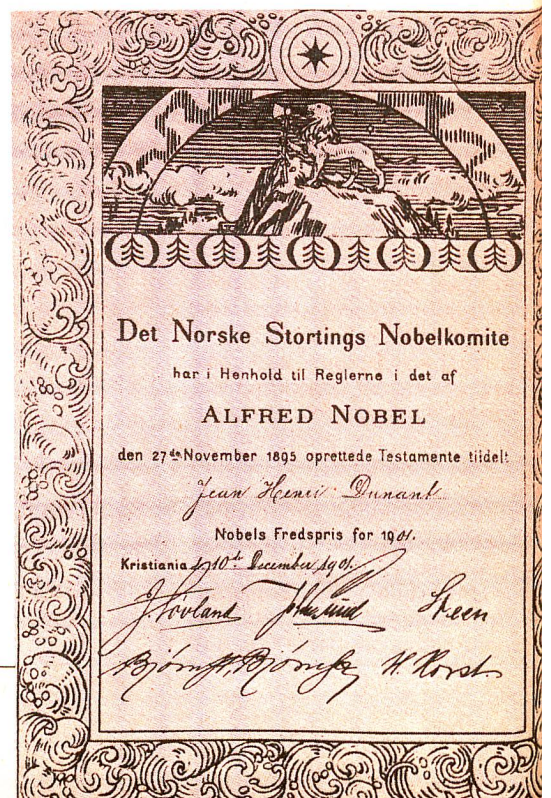 Det Norske Stortings Nobelkomite
har i Henhold til Reglerne i det af
ALFRED NOBEL
den 27de November 1895 oprettede Testamente tildelt
Jean Henri Dunant
Nobels Fredspris for 1901.
Kristiania d. 10de December 1901.
J. Løvland Steen
Bjørnst. Bjørnson H. Horst